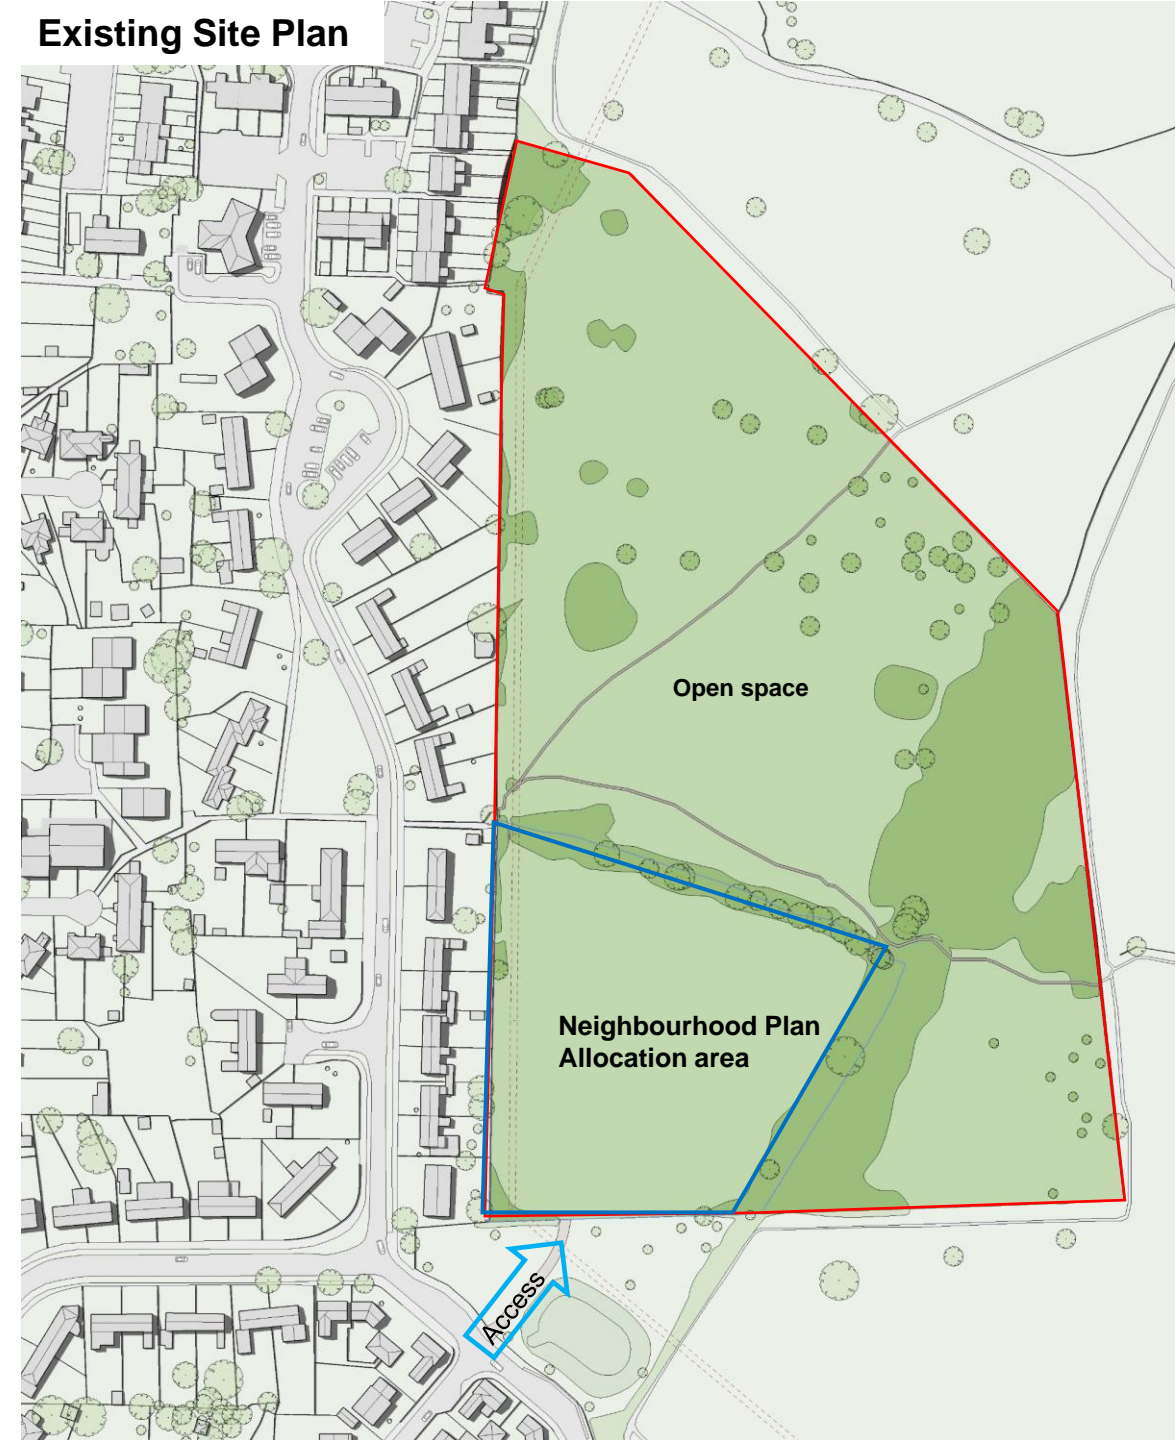 Existing Site Plan
Open space
Neighbourhood Plan
Allocation area
Access